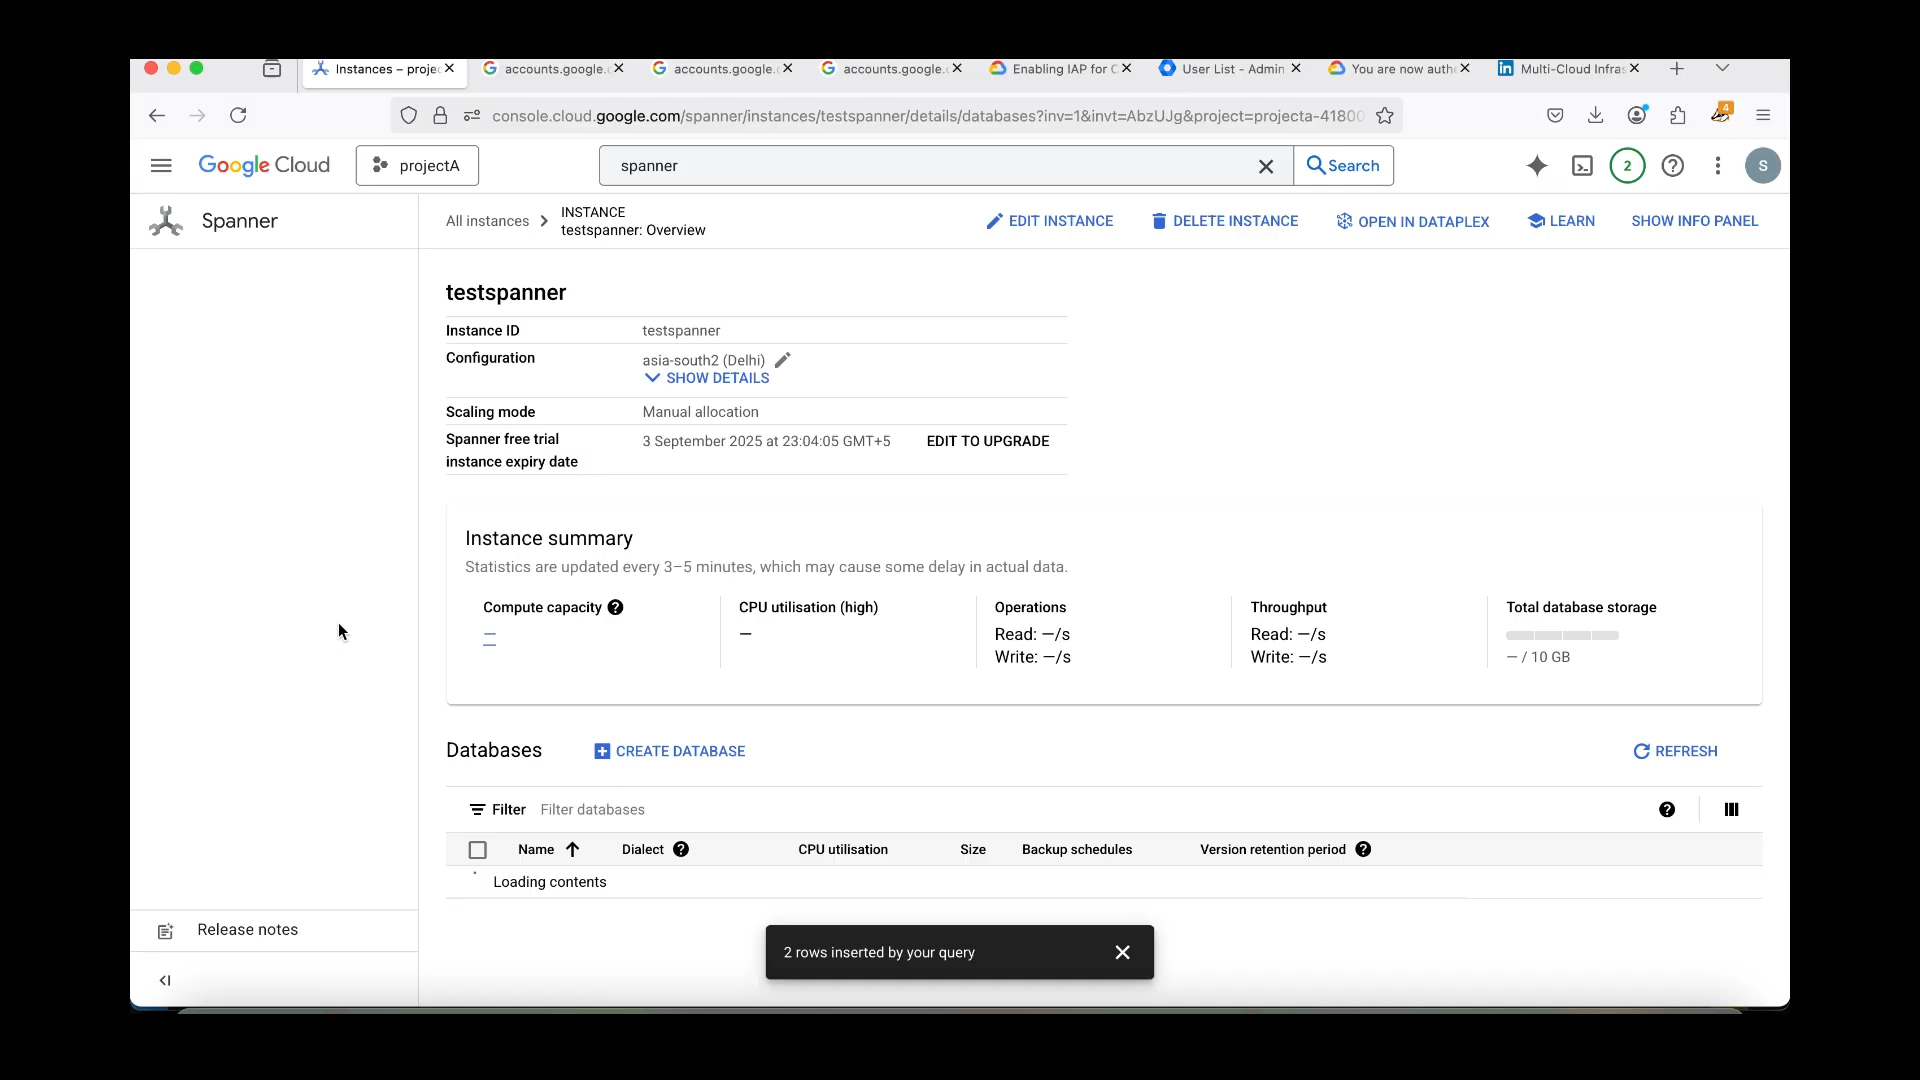 Instances – projec
accounts.google.c
accounts.google.c
accounts.google.c
Enabling IAP for C
User List - Admin
You are now auth
Multi-Cloud Infras
console.cloud.google.com/spanner/instances/testspanner/details/databases?inv=1&invt=AbzUJg&project=projecta-41800
4
Google Cloud
projectA
spanner
Search
2
S
Spanner
All instances
INSTANCE
testspanner: Overview
EDIT INSTANCE
DELETE INSTANCE
OPEN IN DATAPLEX
LEARN
SHOW INFO PANEL
testspanner
Instance ID
testspanner
Configuration
asia-south2 (Delhi)
SHOW DETAILS
Scaling mode
Manual allocation
Spanner free trial
instance expiry date
3 September 2025 at 23:04:05 GMT+5
EDIT TO UPGRADE
Instance summary
Statistics are updated every 3–5 minutes, which may cause some delay in actual data.
Compute capacity
—
—
CPU utilisation (high)
—
Operations
Read: —/s
Write: —/s
Throughput
Read: —/s
Write: —/s
Total database storage
— / 10 GB
Databases
CREATE DATABASE
REFRESH
Filter
Filter databases
Name
Dialect
CPU utilisation
Size
Backup schedules
Version retention period
Loading contents
Release notes
2 rows inserted by your query